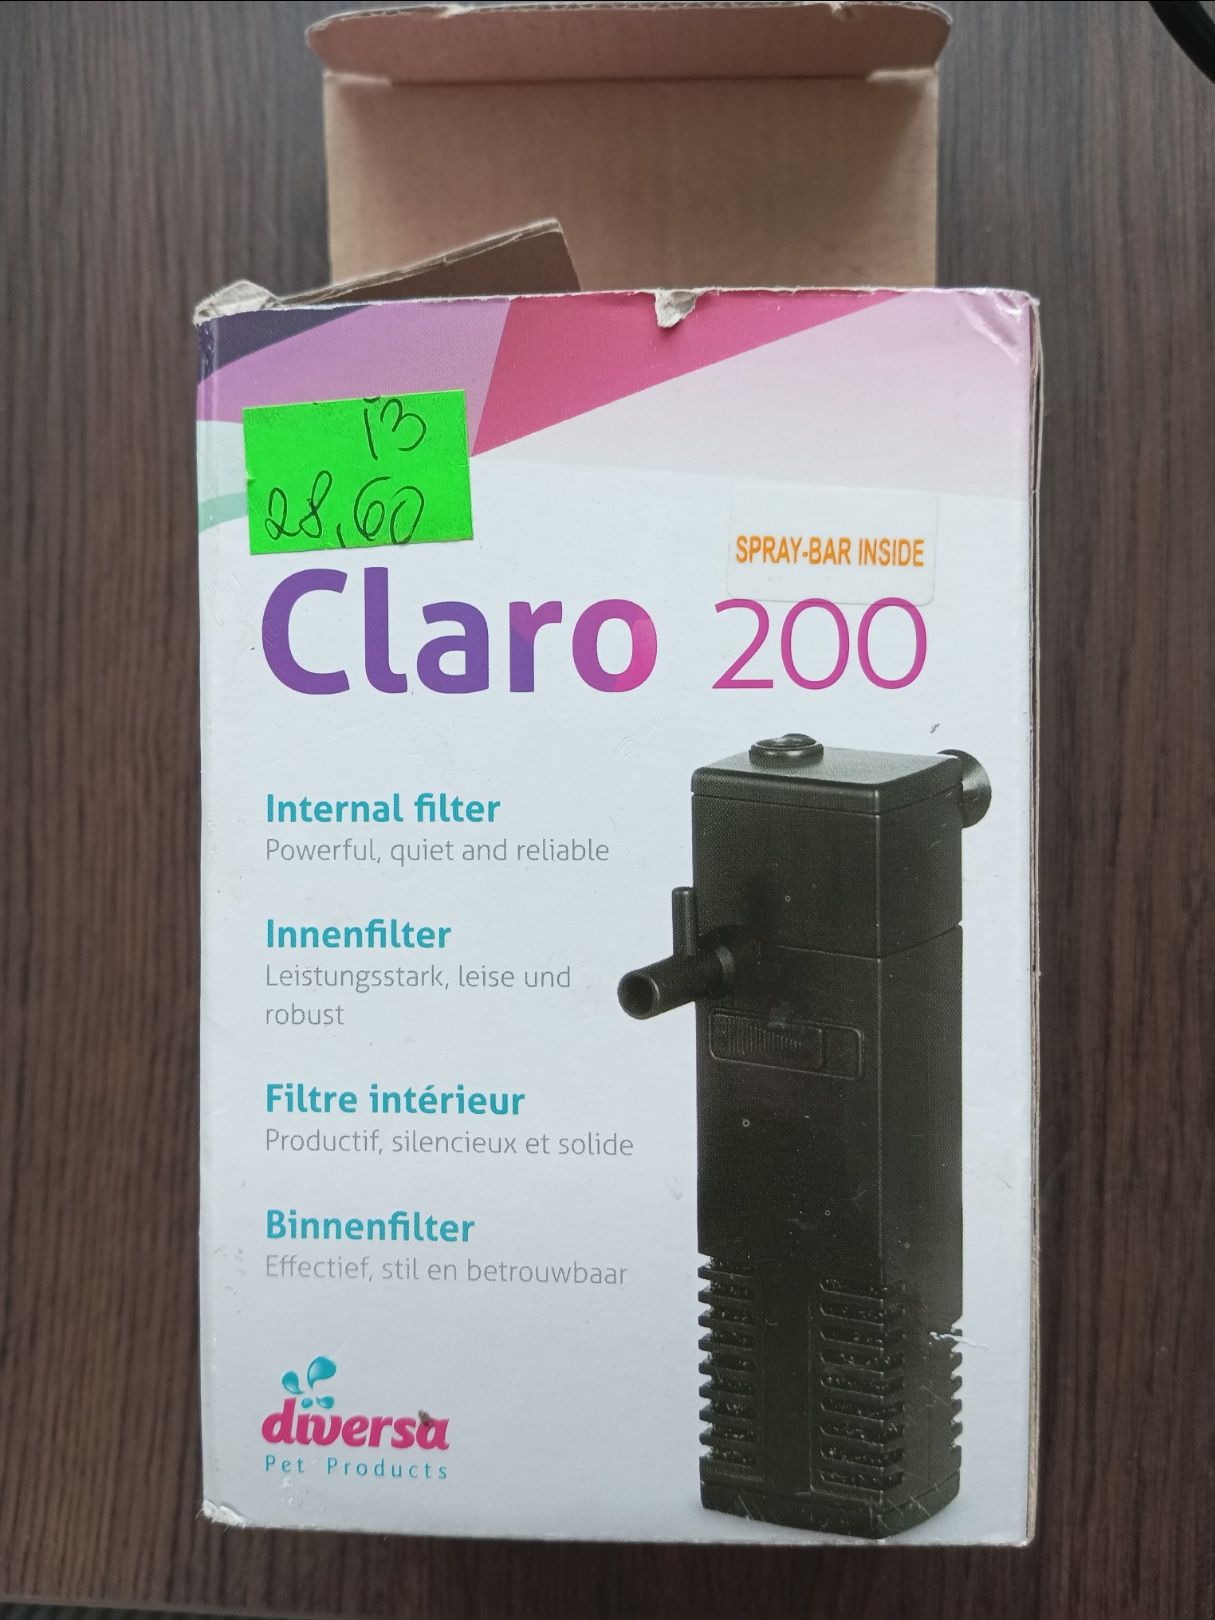 i3
28,60
SPRAY-BAR INSIDE
Claro 200
Internal filter
Powerful, quiet and reliable
Innenfilter
Leistungsstark, leise und
robust
Filtre intérieur
Productif, silencieux et solide
Binnenfilter
Effectief, stil en betrouwbaar
diversa
Pet Products